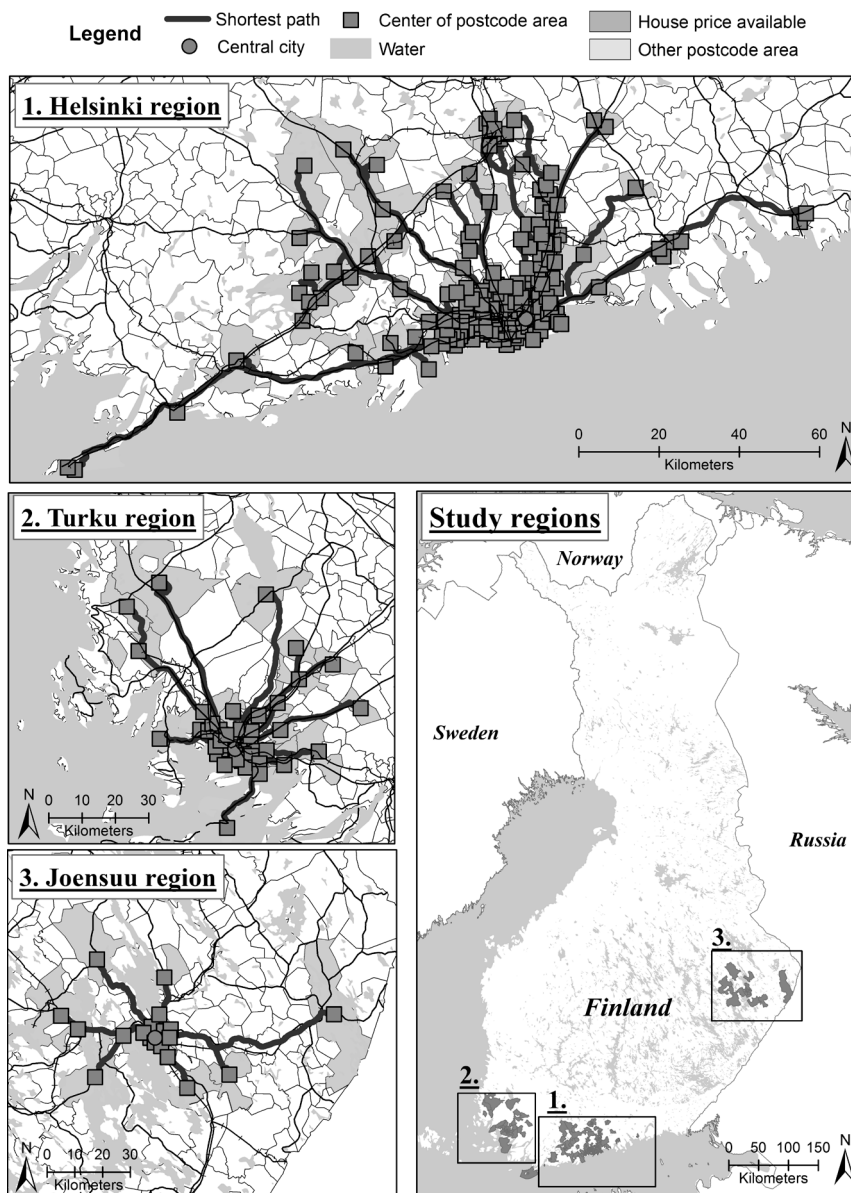 Legend
Shortest path
Center of postcode area
House price available
Central city
Water
Other postcode area
1. Helsinki region
0 20 40 60
Kilometers
N
2. Turku region
N
0 10 20 30
Kilometers
3. Joensuu region
N
0 10 20 30
Kilometers
Study regions
Norway
Sweden
Russia
3.
Finland
2.
1.
0 50 100 150
Kilometers
N